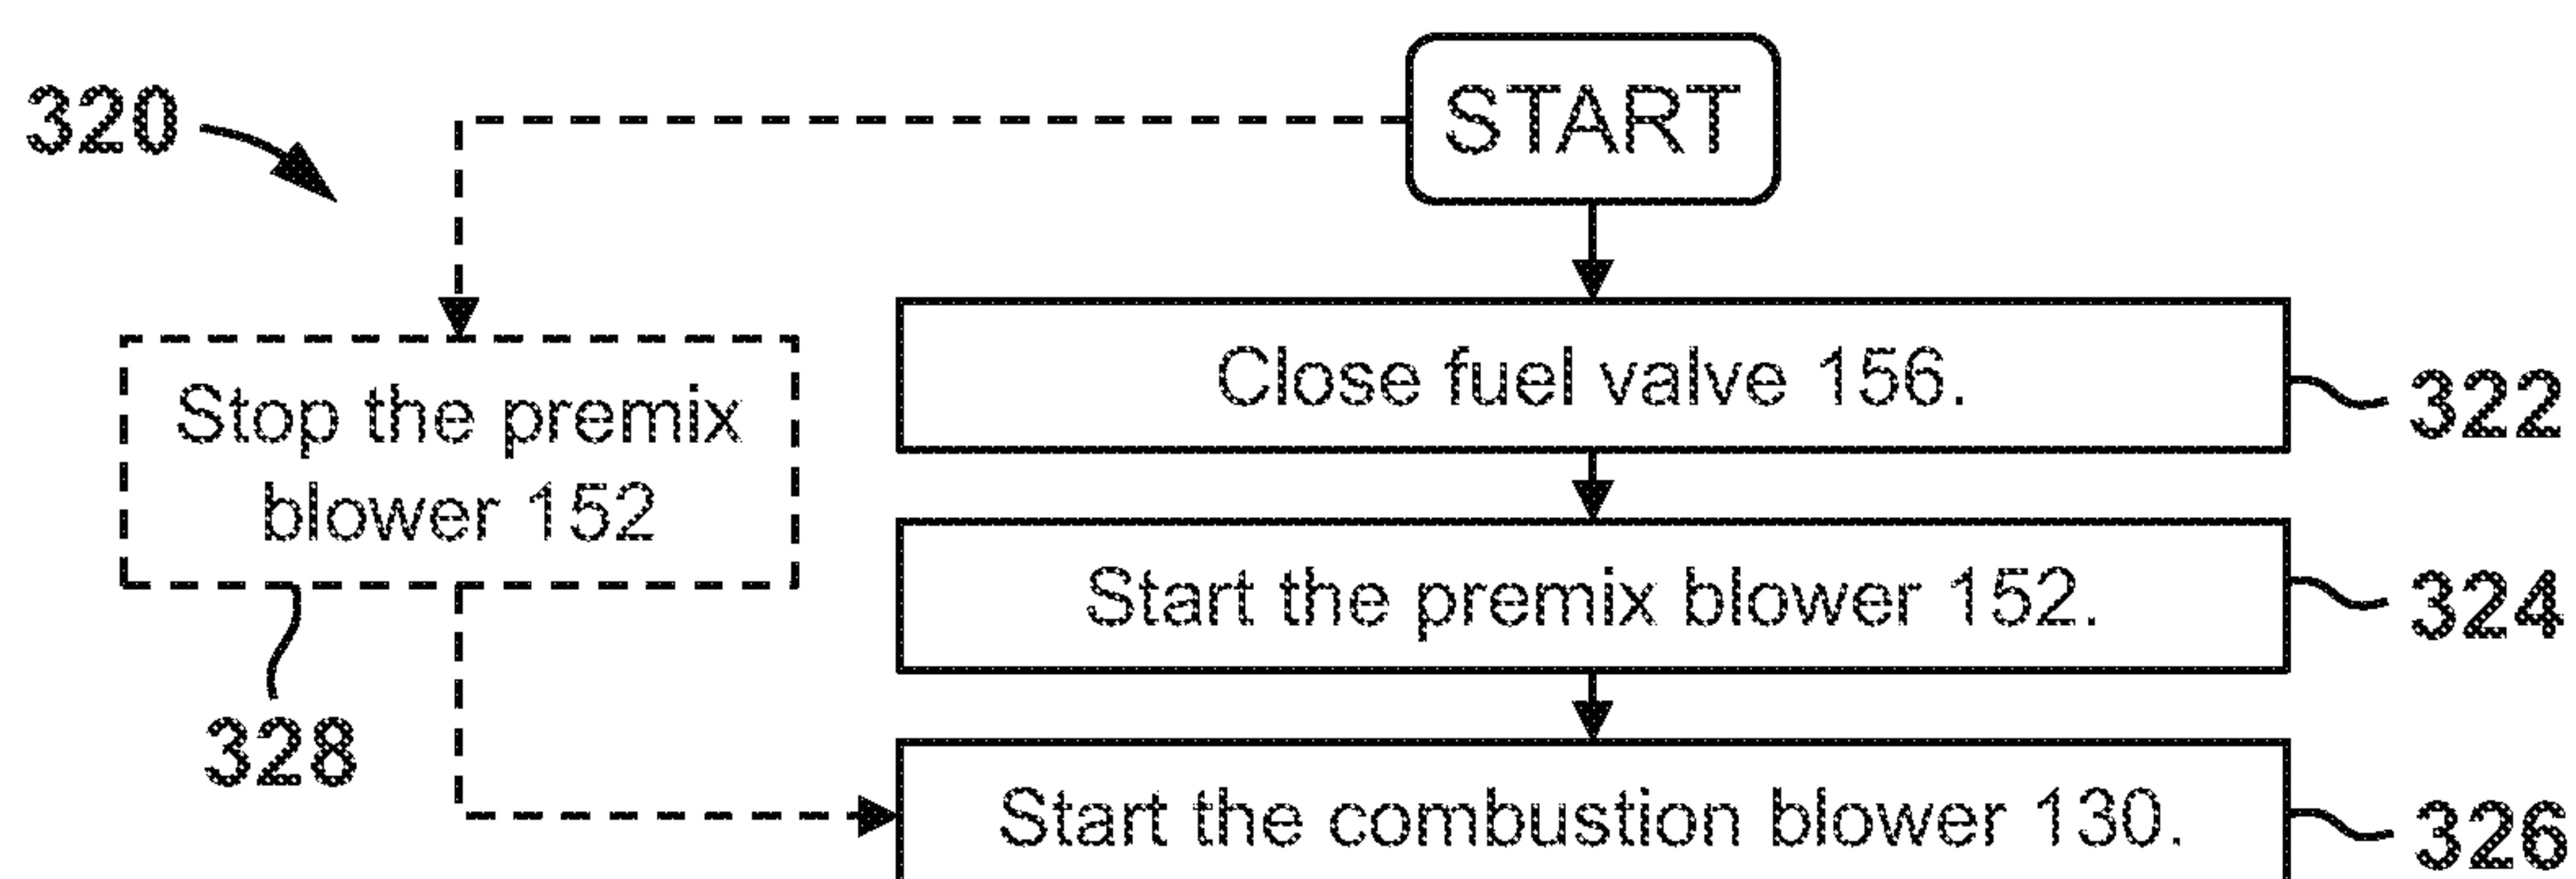 START
320
Close fuel valve 156.
322
Stop the premix
blower 152
Start the premix blower 152.
324
328
Start the combustion blower 130.
326